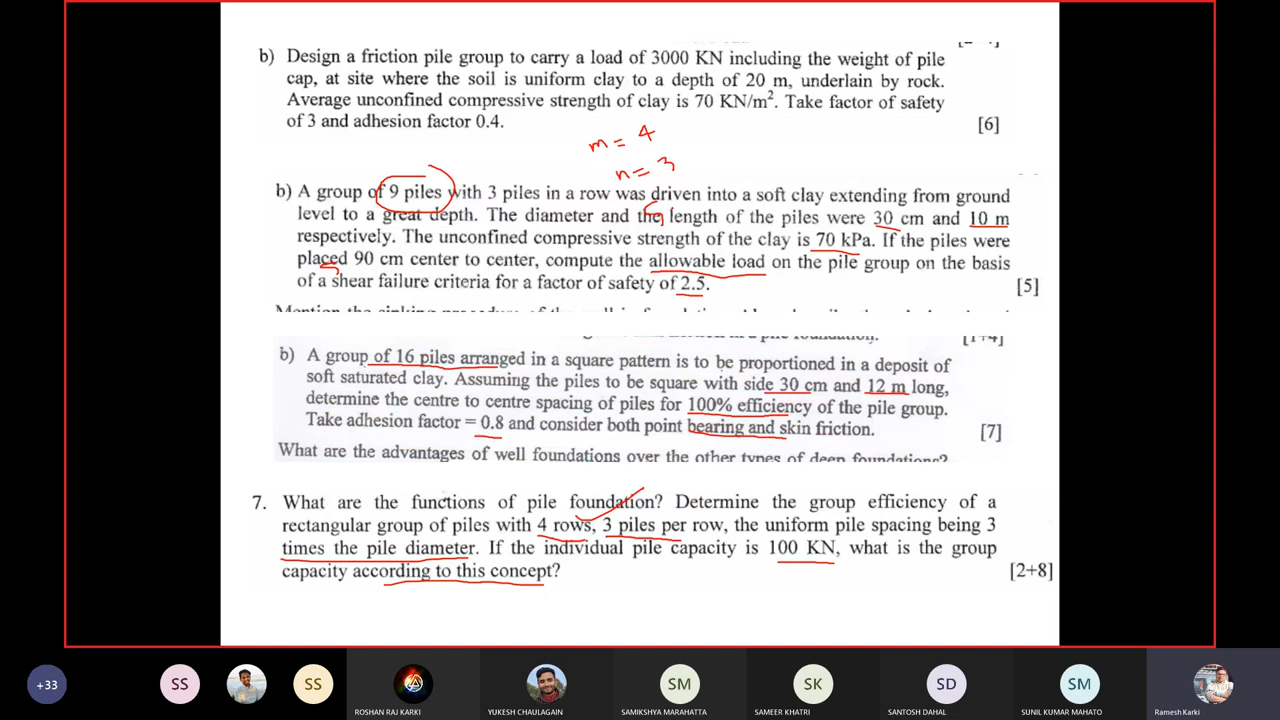 b) Design a friction pile group to carry a load of 3000 KN including the weight of pile
cap, at site where the soil is uniform clay to a depth of 20 m, underlain by rock.
Average unconfined compressive strength of clay is 70 KN/m². Take factor of safety
of 3 and adhesion factor 0.4.
[6]
m = 4
n = 3
b) A group of 9 piles with 3 piles in a row was driven into a soft clay extending from ground
level to a great depth. The diameter and the length of the piles were 30 cm and 10 m
respectively. The unconfined compressive strength of the clay is 70 kPa. If the piles were
placed 90 cm center to center, compute the allowable load on the pile group on the basis
of a shear failure criteria for a factor of safety of 2.5.
[5]
[1+4]
b) A group of 16 piles arranged in a square pattern is to be proportioned in a deposit of
soft saturated clay. Assuming the piles to be square with side 30 cm and 12 m long,
determine the centre to centre spacing of piles for 100% efficiency of the pile group.
Take adhesion factor = 0.8 and consider both point bearing and skin friction.
[7]
What are the advantages of well foundations over the other types of deep foundations?
7. What are the functions of pile foundation? Determine the group efficiency of a
rectangular group of piles with 4 rows, 3 piles per row, the uniform pile spacing being 3
times the pile diameter. If the individual pile capacity is 100 KN, what is the group
capacity according to this concept?
[2+8]
+33
SS
SS
SM
SK
SD
SM
ROSHAN RAJ KARKI
YUKESH CHAULAGAIN
SAMIKSHYA MARAHATTA
SAMEER KHATRI
SANTOSH DAHAL
SUNIL KUMAR MAHATO
Ramesh Karki